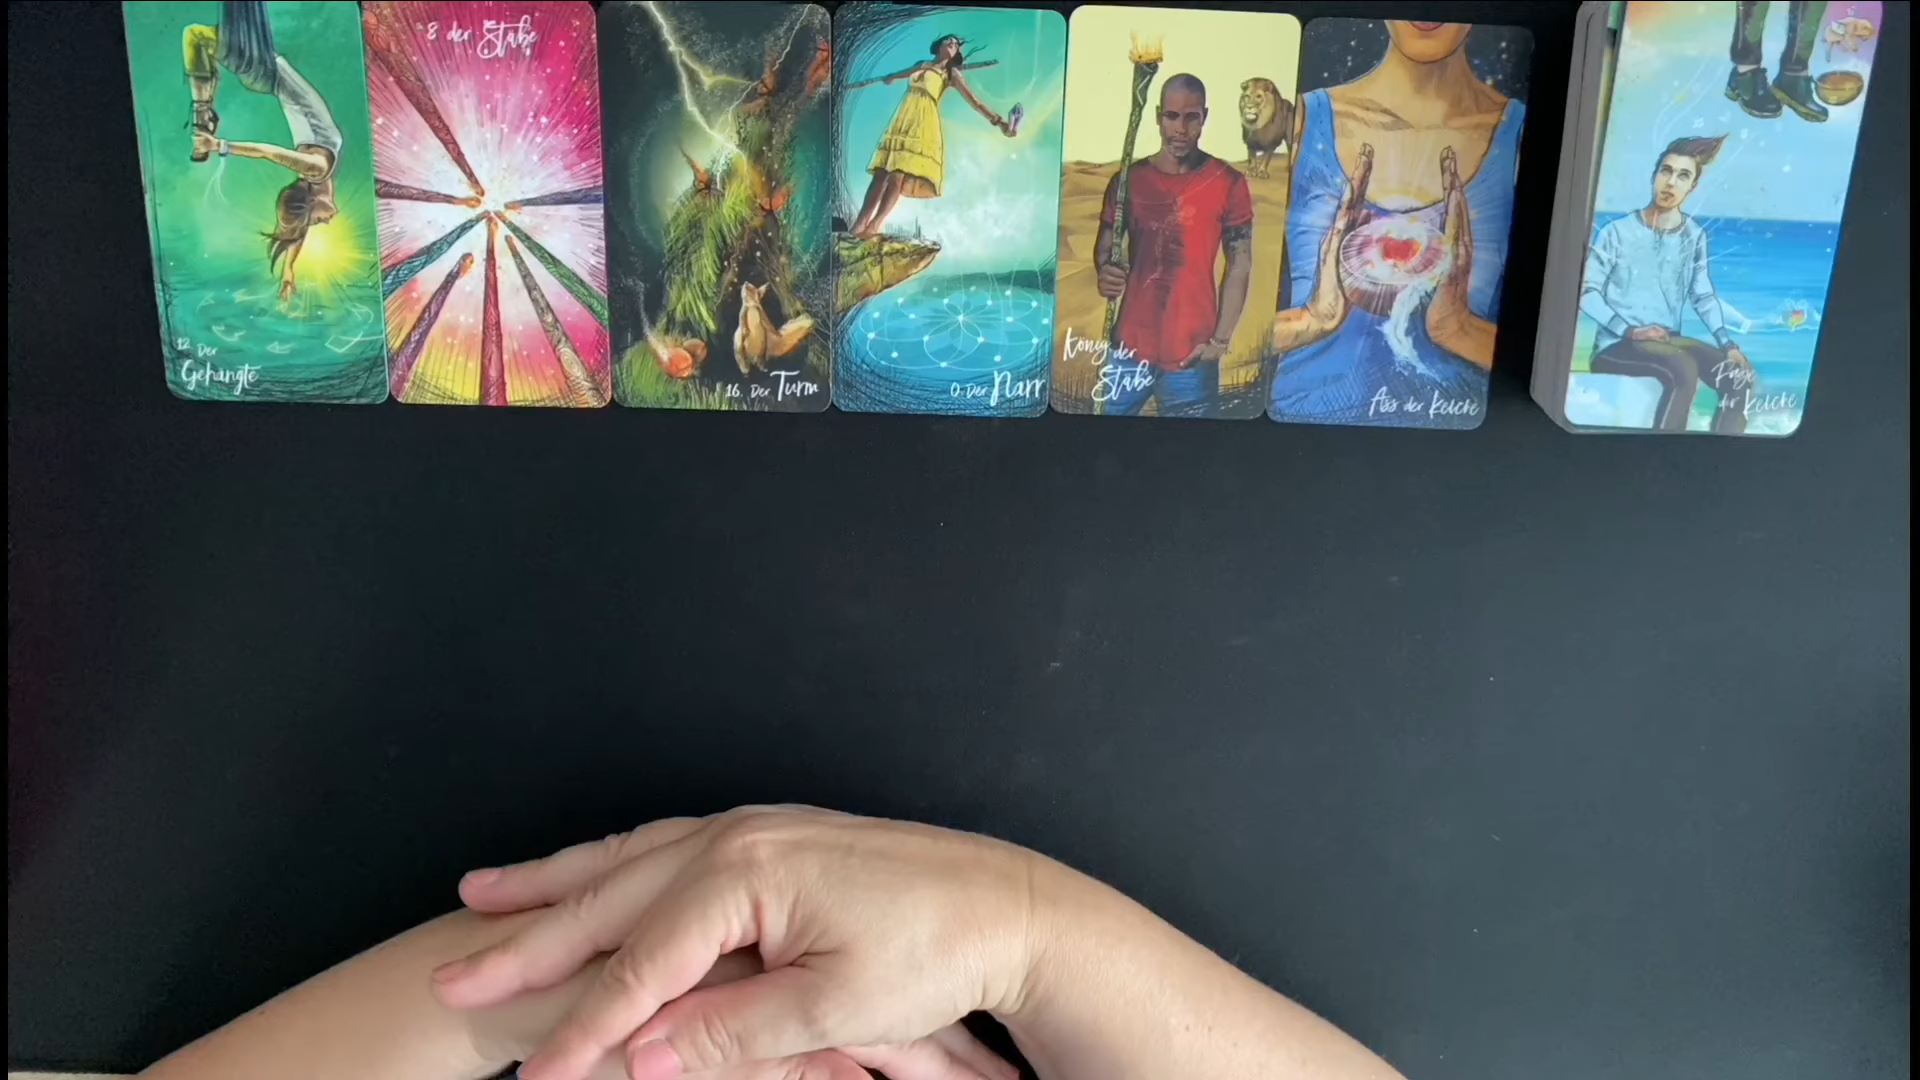 12. Der
Gehängte
8 der Stäbe
16. Der Turm
0. Der Narr
König der
Stäbe
Ass der Kelche
Page
der Kelche